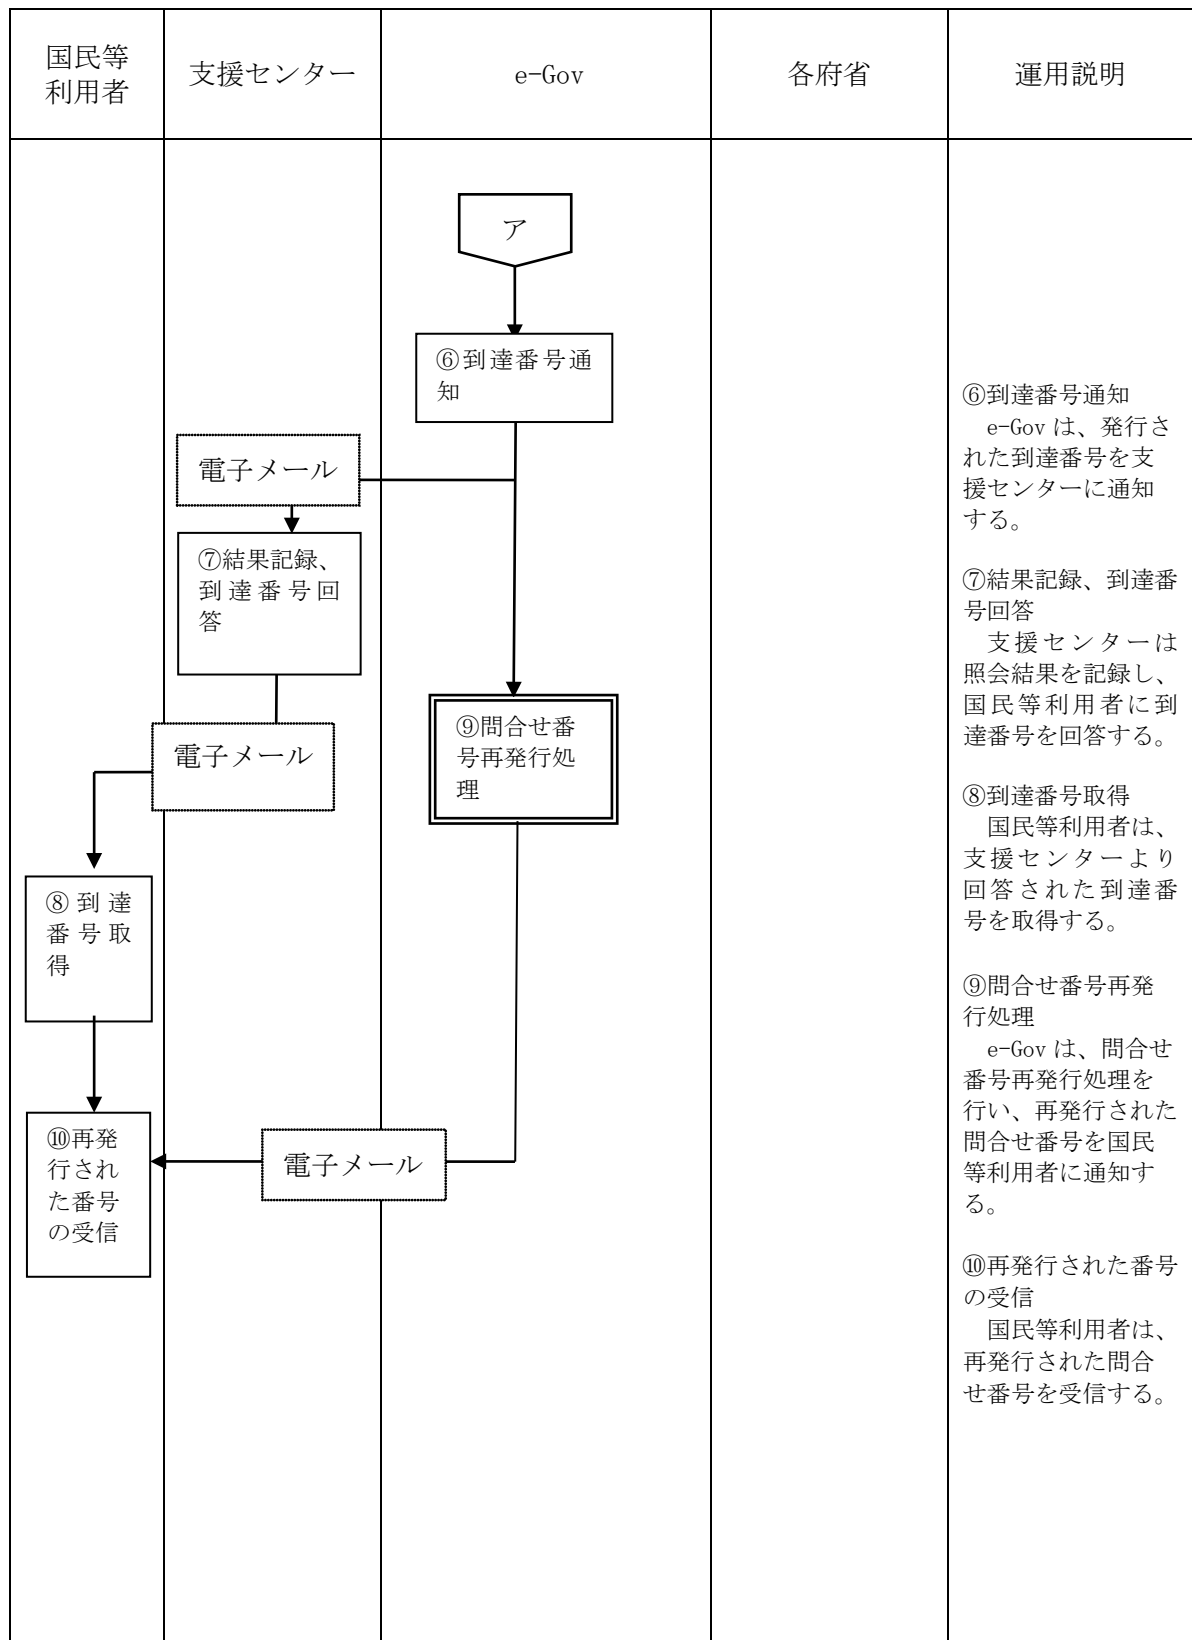 国民等
利用者
支援センター
e-Gov
各府省
運用説明
ア
⑥到達番号通
知
電子メール
⑦結果記録、
到達番号回
答
電子メール
⑨問合せ番
号再発行処
理
⑧到達
番号取
得
⑩再発
行され
た番号
の受信
電子メール
⑥到達番号通知
e-Gov は、発行さ
れた到達番号を支
援センターに通知
する。
⑦結果記録、到達番
号回答
支援センターは
照会結果を記録し、
国民等利用者に到
達番号を回答する。
⑧到達番号取得
国民等利用者は、
支援センターより
回答された到達番
号を取得する。
⑨問合せ番号再発
行処理
e-Gov は、問合せ
番号再発行処理を
行い、再発行された
問合せ番号を国民
等利用者に通知す
る。
⑩再発行された番号
の受信
国民等利用者は、
再発行された問合
せ番号を受信する。